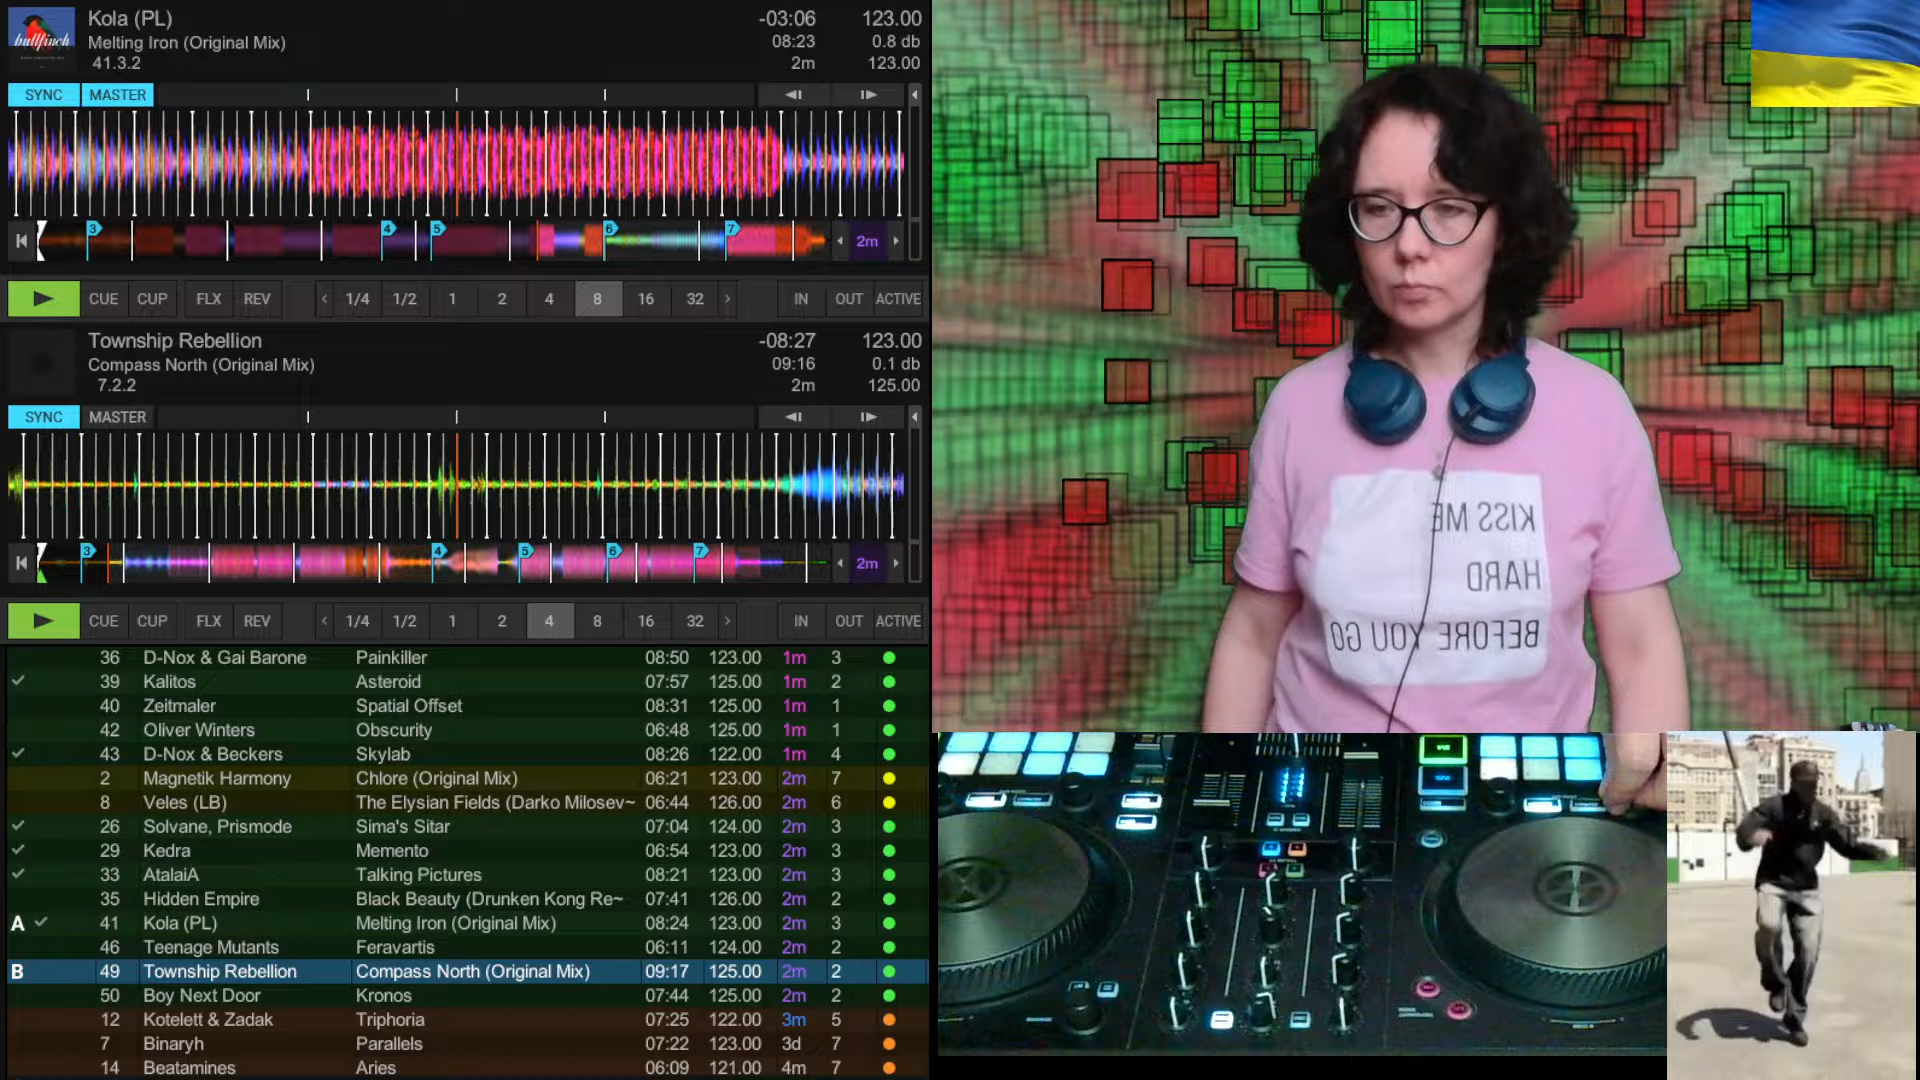 bullfinch
Kola (PL)
-03:06
123.00
Melting Iron (Original Mix)
08:23
0.8 db
41.3.2
2m
123.00
SYNC
MASTER
3
4
5
6
7
2m
CUE
CUP
FLX
REV
1/4
1/2
1
2
4
8
16
32
IN
OUT
ACTIVE
Township Rebellion
-08:27
123.00
Compass North (Original Mix)
09:16
0.1 db
7.2.2
2m
125.00
SYNC
MASTER
3
4
5
6
7
2m
CUE
CUP
FLX
REV
1/4
1/2
1
2
4
8
16
32
IN
OUT
ACTIVE
36 D-Nox & Gai Barone Painkiller 08:50 123.00 1m 3
39 Kalitos Asteroid 07:57 125.00 1m 2
40 Zeitmaler Spatial Offset 08:31 125.00 1m 1
42 Oliver Winters Obscurity 06:48 125.00 1m 1
43 D-Nox & Beckers Skylab 08:26 122.00 1m 4
2 Magnetik Harmony Chlore (Original Mix) 06:21 123.00 2m 7
8 Veles (LB) The Elysian Fields (Darko Milosev~ 06:44 126.00 2m 6
26 Solvane, Prismode Sima's Sitar 07:04 124.00 2m 3
29 Kedra Memento 06:54 123.00 2m 3
33 AtalaiA Talking Pictures 08:21 123.00 2m 3
35 Hidden Empire Black Beauty (Drunken Kong Re~ 07:41 126.00 2m 2
A 41 Kola (PL) Melting Iron (Original Mix) 08:24 123.00 2m 3
46 Teenage Mutants Feravartis 06:11 124.00 2m 2
B 49 Township Rebellion Compass North (Original Mix) 09:17 125.00 2m 2
50 Boy Next Door Kronos 07:44 125.00 2m 2
12 Kotelett & Zadak Triphoria 07:25 122.00 3m 5
7 Binaryh Parallels 07:22 123.00 3d 7
14 Beatamines Aries 06:09 121.00 4m 7
KISS ME
HARD
BEFORE YOU GO